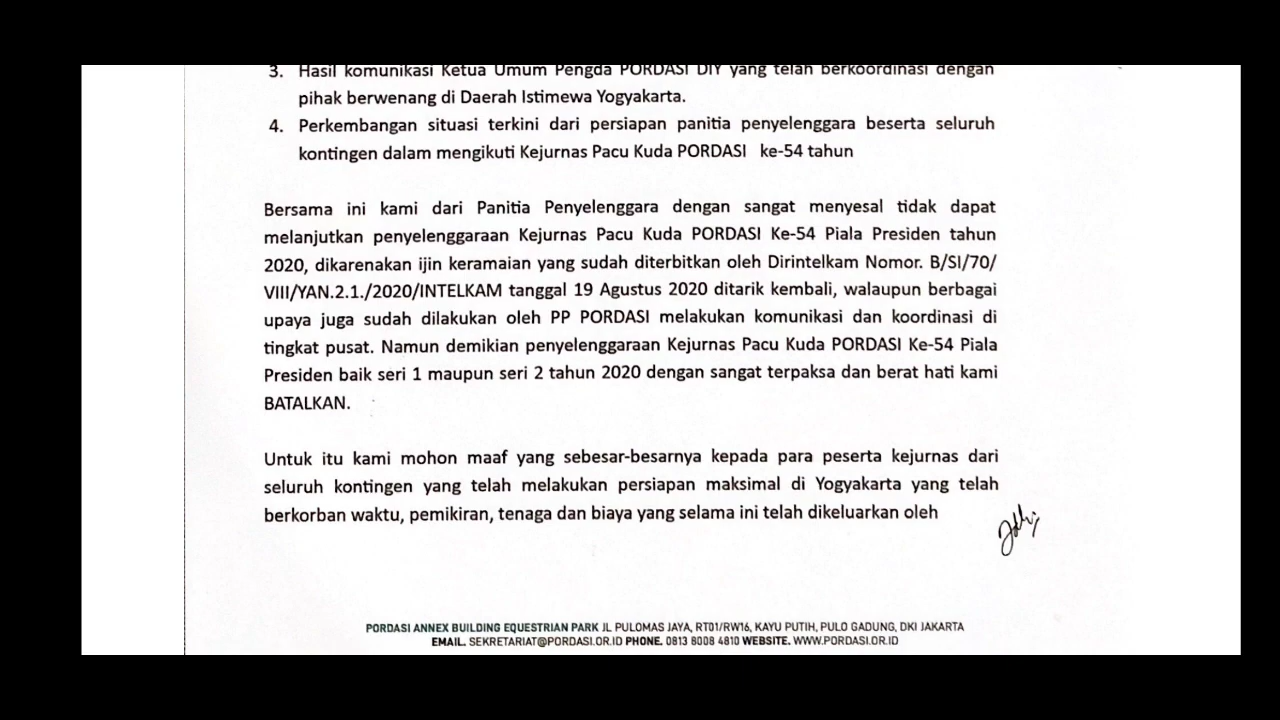 3. Hasil komunikasi Ketua Umum Pengda PORDASI DIY yang telah berkoordinasi dengan
pihak berwenang di Daerah Istimewa Yogyakarta.
4. Perkembangan situasi terkini dari persiapan panitia penyelenggara beserta seluruh
kontingen dalam mengikuti Kejurnas Pacu Kuda PORDASI ke-54 tahun
Bersama ini kami dari Panitia Penyelenggara dengan sangat menyesal tidak dapat
melanjutkan penyelenggaraan Kejurnas Pacu Kuda PORDASI Ke-54 Piala Presiden tahun
2020, dikarenakan ijin keramaian yang sudah diterbitkan oleh Dirintelkam Nomor. B/SI/70/
VIII/YAN.2.1./2020/INTELKAM tanggal 19 Agustus 2020 ditarik kembali, walaupun berbagai
upaya juga sudah dilakukan oleh PP PORDASI melakukan komunikasi dan koordinasi di
tingkat pusat. Namun demikian penyelenggaraan Kejurnas Pacu Kuda PORDASI Ke-54 Piala
Presiden baik seri 1 maupun seri 2 tahun 2020 dengan sangat terpaksa dan berat hati kami
BATALKAN.
Untuk itu kami mohon maaf yang sebesar-besarnya kepada para peserta kejurnas dari
seluruh kontingen yang telah melakukan persiapan maksimal di Yogyakarta yang telah
berkorban waktu, pemikiran, tenaga dan biaya yang selama ini telah dikeluarkan oleh
PORDASI ANNEX BUILDING EQUESTRIAN PARK JL PULOMAS JAYA, RT01/RW16, KAYU PUTIH, PULO GADUNG, DKI JAKARTA
EMAIL. SEKRETARIAT@PORDASI.OR.ID PHONE. 0813 8008 4810 WEBSITE. WWW.PORDASI.OR.ID